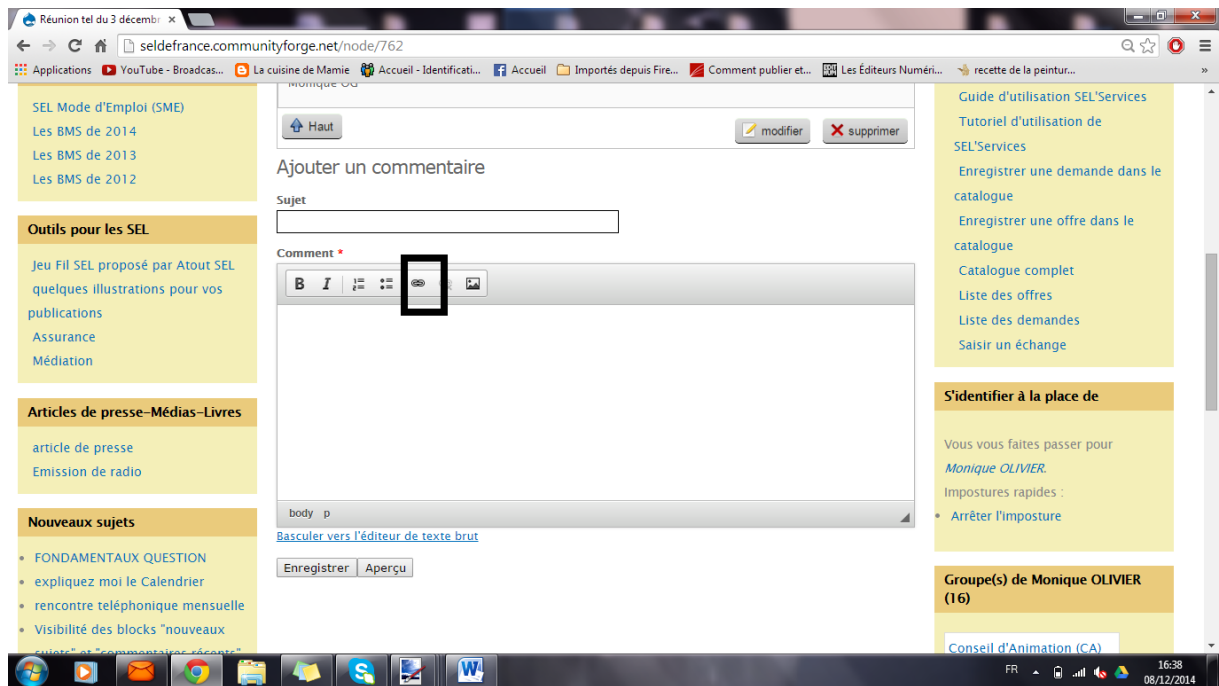 Réunion tel du 3 décembr
seldefrance.communityforge.net/node/762
Applications
YouTube - Broadcas...
La cuisine de Mamie
Accueil - Identificati...
Accueil
Importés depuis Fire...
Comment publier et...
Les Éditeurs Numéri...
recette de la peintur...
»
SEL Mode d'Emploi (SME)
Les BMS de 2014
Les BMS de 2013
Les BMS de 2012
Outils pour les SEL
Jeu Fil SEL proposé par Atout SEL
quelques illustrations pour vos
publications
Assurance
Médiation
Articles de presse-Médias-Livres
article de presse
Emission de radio
Nouveaux sujets
FONDAMENTAUX QUESTION
expliquez moi le Calendrier
rencontre teléphonique mensuelle
Visibilité des blocks "nouveaux
sujets" et "commentaires récents"
Monique OG
Haut
modifier
supprimer
Ajouter un commentaire
Sujet
Comment *
B I
body p
Basculer vers l'éditeur de texte brut
Enregistrer
Aperçu
Guide d'utilisation SEL'Services
Tutoriel d'utilisation de
SEL'Services
Enregistrer une demande dans le
catalogue
Enregistrer une offre dans le
catalogue
Catalogue complet
Liste des offres
Liste des demandes
Saisir un échange
S'identifier à la place de
Vous vous faites passer pour
Monique OLIVIER.
Impostures rapides :
Arrêter l'imposture
Groupe(s) de Monique OLIVIER
(16)
Conseil d'Animation (CA)
FR
16:38
08/12/2014